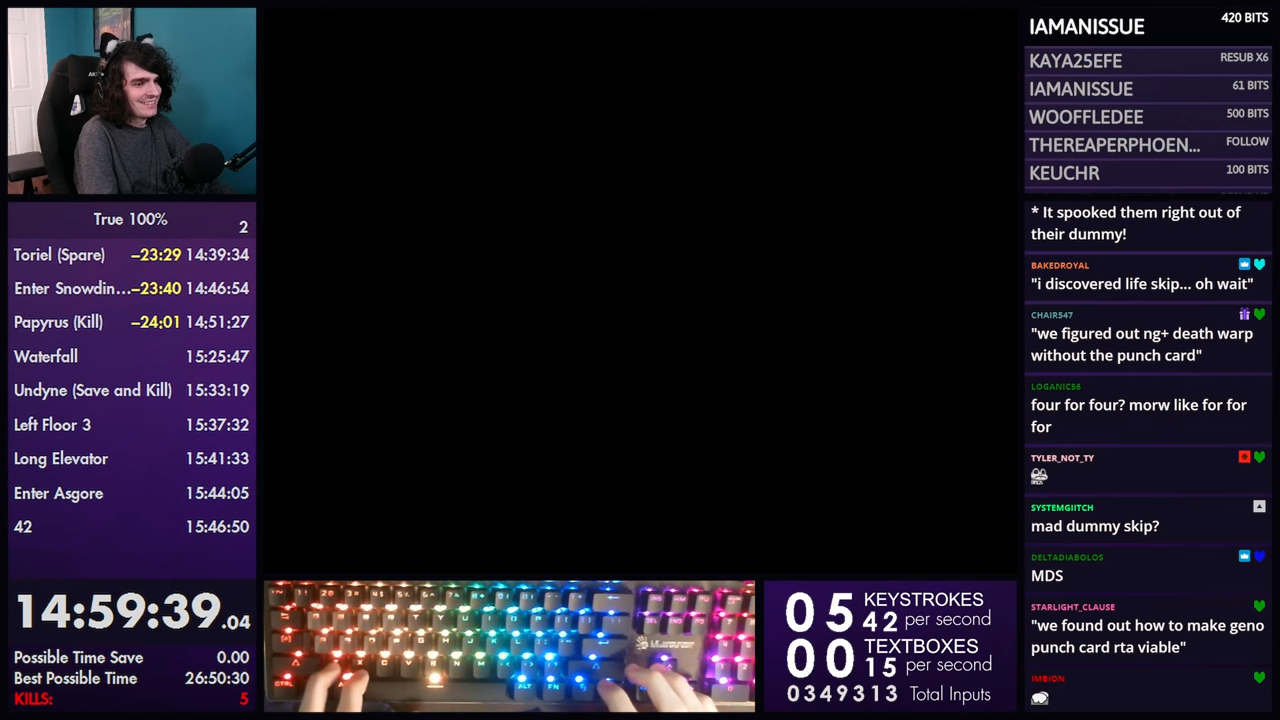 True 100%
2
Toriel (Spare) −23:29 14:39:34
Enter Snowdin... −23:40 14:46:54
Papyrus (Kill) −24:01 14:51:27
Waterfall 15:25:47
Undyne (Save and Kill) 15:33:19
Left Floor 3 15:37:32
Long Elevator 15:41:33
Enter Asgore 15:44:05
42 15:46:50
14:59:39.04
Possible Time Save 0.00
Best Possible Time 26:50:30
KILLS: 5
05 KEYSTROKES
42 per second
00 TEXTBOXES
15 per second
0349313 Total Inputs
IAMANISSUE 420 BITS
KAYA25EFE RESUB X6
IAMANISSUE 61 BITS
WOOFFLEDEE 500 BITS
THEREAPERPHOEN... FOLLOW
KEUCHR 100 BITS
* It spooked them right out of
their dummy!
BAKEDROYAL
"i discovered life skip... oh wait"
CHAIR547
"we figured out ng+ death warp
without the punch card"
LOGANIC56
four for four? morw like for for
for
TYLER_NOT_TY
SYSTEMGIITCH
mad dummy skip?
DELTADIABOLOS
MDS
STARLIGHT_CLAUSE
"we found out how to make geno
punch card rta viable"
IMBION